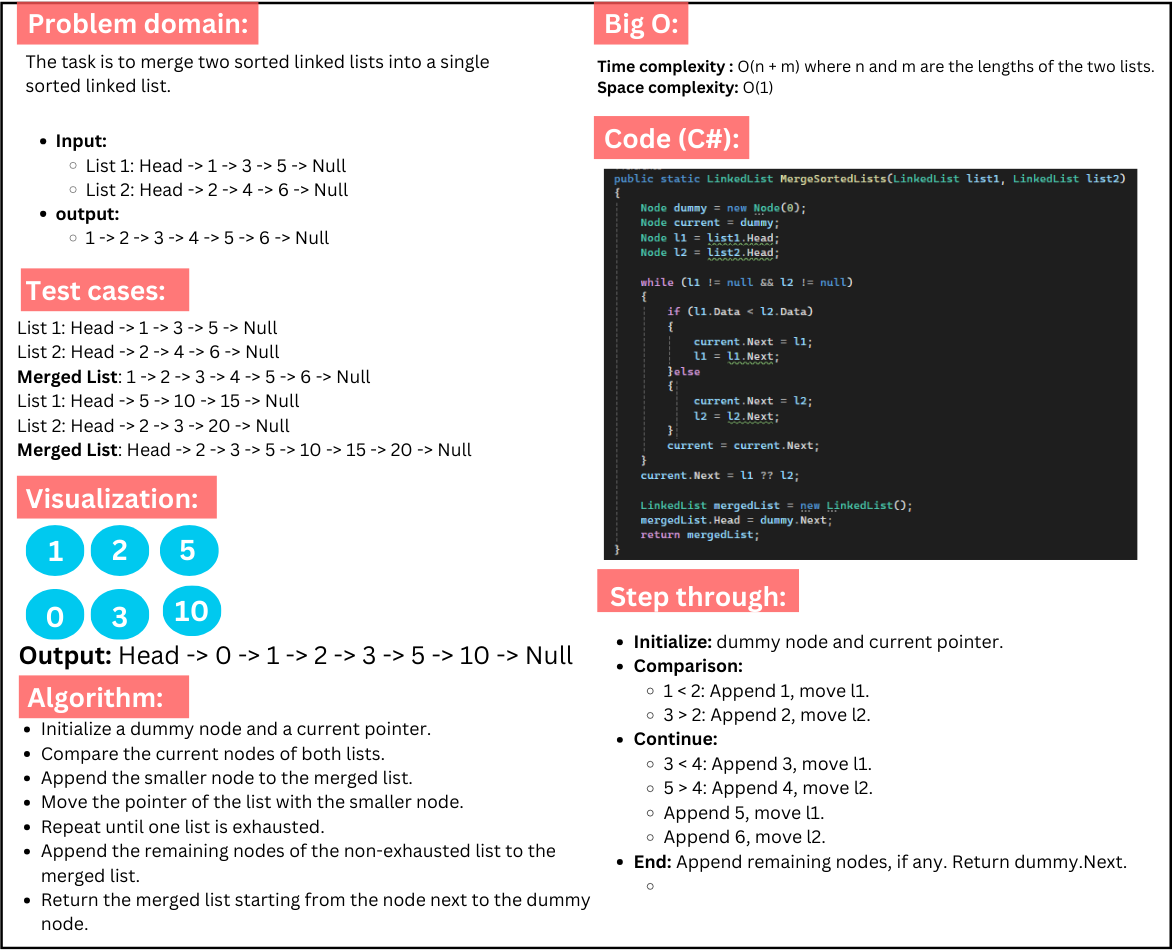 Problem domain:
The task is to merge two sorted linked lists into a single
sorted linked list.
• Input:
◦ List 1: Head -> 1 -> 3 -> 5 -> Null
◦ List 2: Head -> 2 -> 4 -> 6 -> Null
• output:
◦ 1 -> 2 -> 3 -> 4 -> 5 -> 6 -> Null
Test cases:
List 1: Head -> 1 -> 3 -> 5 -> Null
List 2: Head -> 2 -> 4 -> 6 -> Null
Merged List: 1 -> 2 -> 3 -> 4 -> 5 -> 6 -> Null
List 1: Head -> 5 -> 10 -> 15 -> Null
List 2: Head -> 2 -> 3 -> 20 -> Null
Merged List: Head -> 2 -> 3 -> 5 -> 10 -> 15 -> 20 -> Null
Visualization:
1 2 5
0 3 10
Output: Head -> 0 -> 1 -> 2 -> 3 -> 5 -> 10 -> Null
Algorithm:
• Initialize a dummy node and a current pointer.
• Compare the current nodes of both lists.
• Append the smaller node to the merged list.
• Move the pointer of the list with the smaller node.
• Repeat until one list is exhausted.
• Append the remaining nodes of the non-exhausted list to the
merged list.
• Return the merged list starting from the node next to the dummy
node.
Big O:
Time complexity : O(n + m) where n and m are the lengths of the two lists.
Space complexity: O(1)
Code (C#):
public static LinkedList MergeSortedLists(LinkedList list1, LinkedList list2)
{
Node dummy = new Node(0);
Node current = dummy;
Node l1 = list1.Head;
Node l2 = list2.Head;
while (l1 != null && l2 != null)
{
if (l1.Data < l2.Data)
{
current.Next = l1;
l1 = l1.Next;
}else
{
current.Next = l2;
l2 = l2.Next;
}
current = current.Next;
}
current.Next = l1 ?? l2;
LinkedList mergedList = new LinkedList();
mergedList.Head = dummy.Next;
return mergedList;
}
Step through:
• Initialize: dummy node and current pointer.
• Comparison:
◦ 1 < 2: Append 1, move l1.
◦ 3 > 2: Append 2, move l2.
• Continue:
◦ 3 < 4: Append 3, move l1.
◦ 5 > 4: Append 4, move l2.
◦ Append 5, move l1.
◦ Append 6, move l2.
• End: Append remaining nodes, if any. Return dummy.Next.
◦